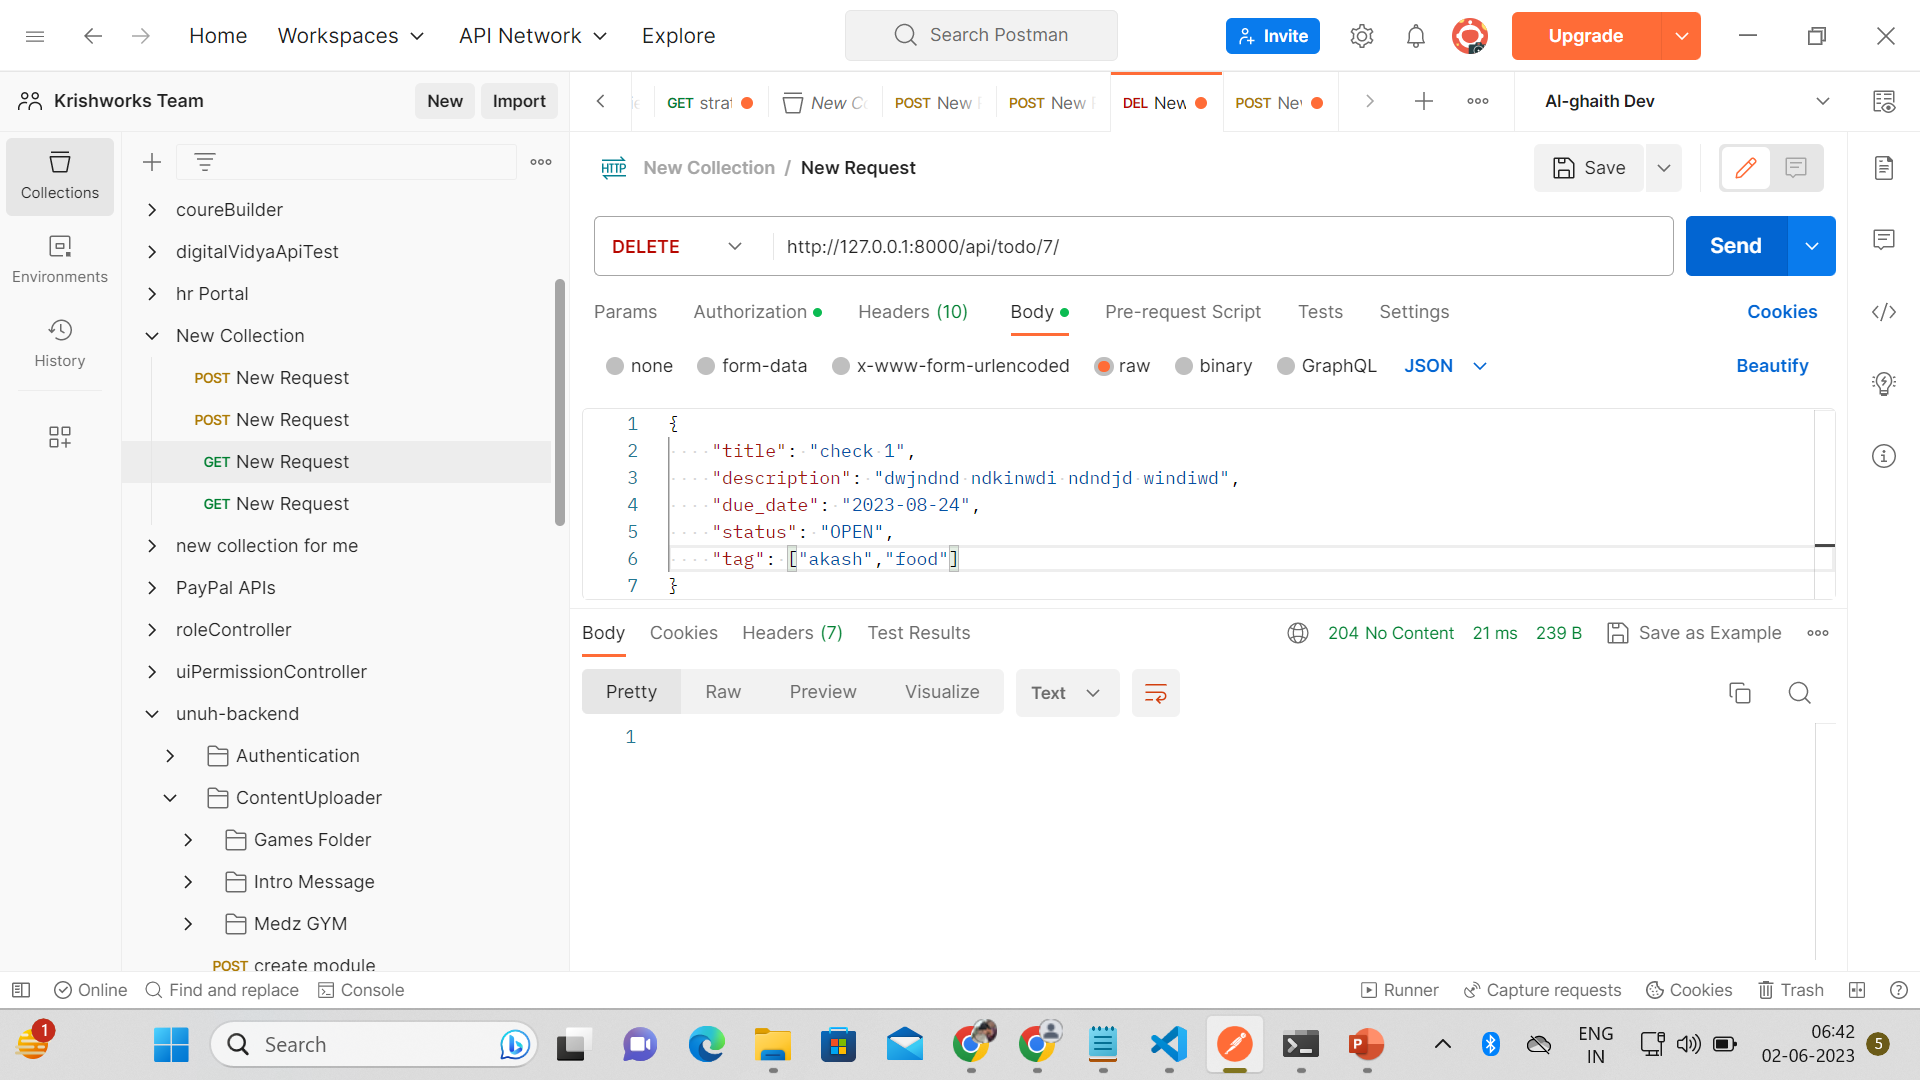 Home Workspaces API Network Explore Search Postman Invite Upgrade
Krishworks Team New Import GET strat New Co POST New POST New DEL New POST Ne Al-ghaith Dev
Collections
Environments
History
coureBuilder
digitalVidyaApiTest
hr Portal
New Collection
POST New Request
POST New Request
GET New Request
GET New Request
new collection for me
PayPal APIs
roleController
uiPermissionController
unuh-backend
Authentication
ContentUploader
Games Folder
Intro Message
Medz GYM
POST create module
HTTP New Collection / New Request Save
DELETE http://127.0.0.1:8000/api/todo/7/ Send
Params Authorization Headers (10) Body Pre-request Script Tests Settings Cookies
none form-data x-www-form-urlencoded raw binary GraphQL JSON Beautify
1 {
2 "title": "check 1",
3 "description": "dwjndnd ndkinwdi ndndjd windiwd",
4 "due_date": "2023-08-24",
5 "status": "OPEN",
6 "tag": ["akash","food"]
7 }
Body Cookies Headers (7) Test Results 204 No Content 21 ms 239 B Save as Example
Pretty Raw Preview Visualize Text
1
Online Find and replace Console Runner Capture requests Cookies Trash
1 Search ENG 06:42
IN 02-06-2023 5